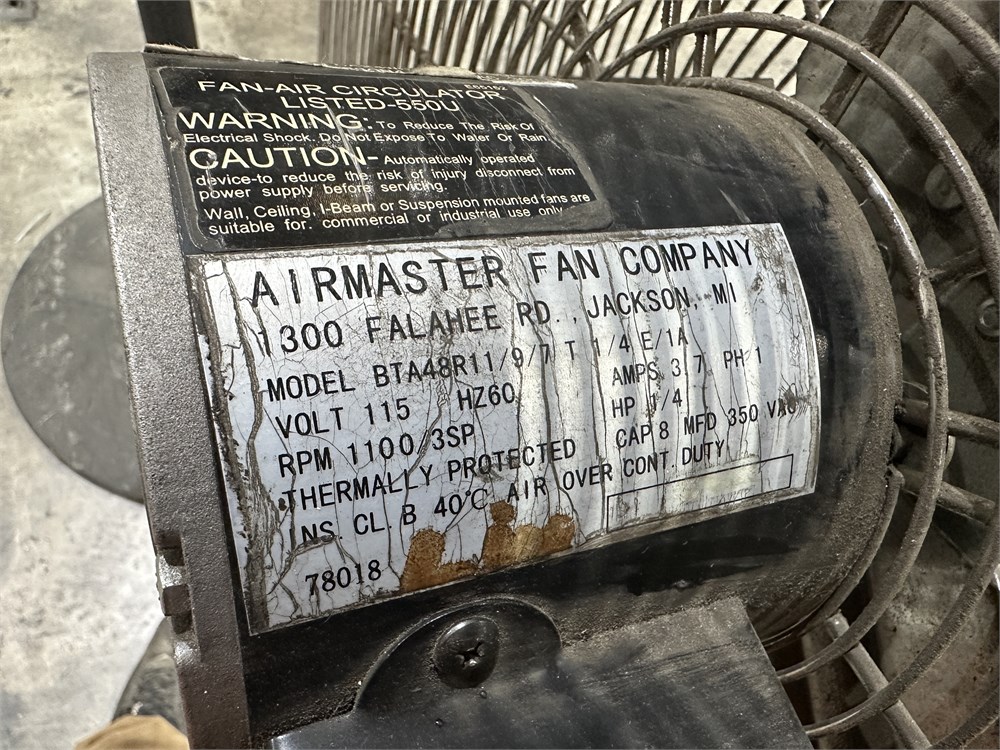 E85162
FAN-AIR CIRCULATOR
LISTED-550U
WARNING: To Reduce The Risk Of
Electrical Shock, Do Not Expose To Water Or Rain.
CAUTION- Automatically operated
device-to reduce the risk of injury disconnect from
power supply before servicing.
Wall, Ceiling, I-Beam or Suspension mounted fans are
suitable for commercial or industrial use only
AIRMASTER FAN COMPANY
1300 FALAHEE RD., JACKSON, MI
MODEL BTA48R11/9/7 T 1/4 E/1A
VOLT 115 HZ60 AMPS 3.7 PH 1
RPM 1100/3SP HP 1/4
THERMALLY PROTECTED CAP 8 MFD 350 VAC
INS. CL. B 40°C AIR OVER CONT. DUTY
78018